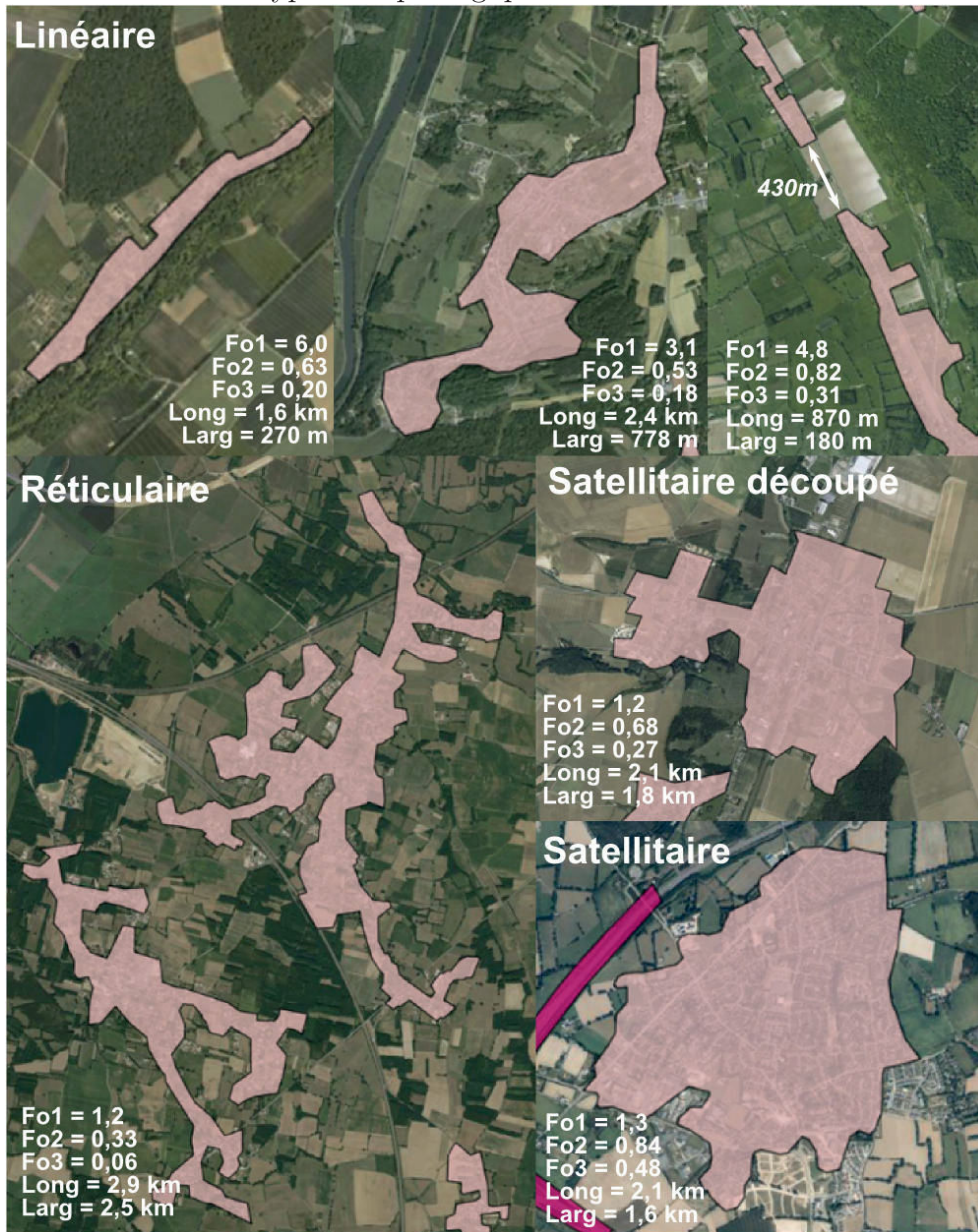 Linéaire
430m
Fo1 = 6,0
Fo2 = 0,63
Fo3 = 0,20
Long = 1,6 km
Larg = 270 m
Fo1 = 3,1
Fo2 = 0,53
Fo3 = 0,18
Long = 2,4 km
Larg = 778 m
Fo1 = 4,8
Fo2 = 0,82
Fo3 = 0,31
Long = 870 m
Larg = 180 m
Réticulaire
Fo1 = 1,2
Fo2 = 0,33
Fo3 = 0,06
Long = 2,9 km
Larg = 2,5 km
Satellitaire découpé
Fo1 = 1,2
Fo2 = 0,68
Fo3 = 0,27
Long = 2,1 km
Larg = 1,8 km
Satellitaire
Fo1 = 1,3
Fo2 = 0,84
Fo3 = 0,48
Long = 2,1 km
Larg = 1,6 km